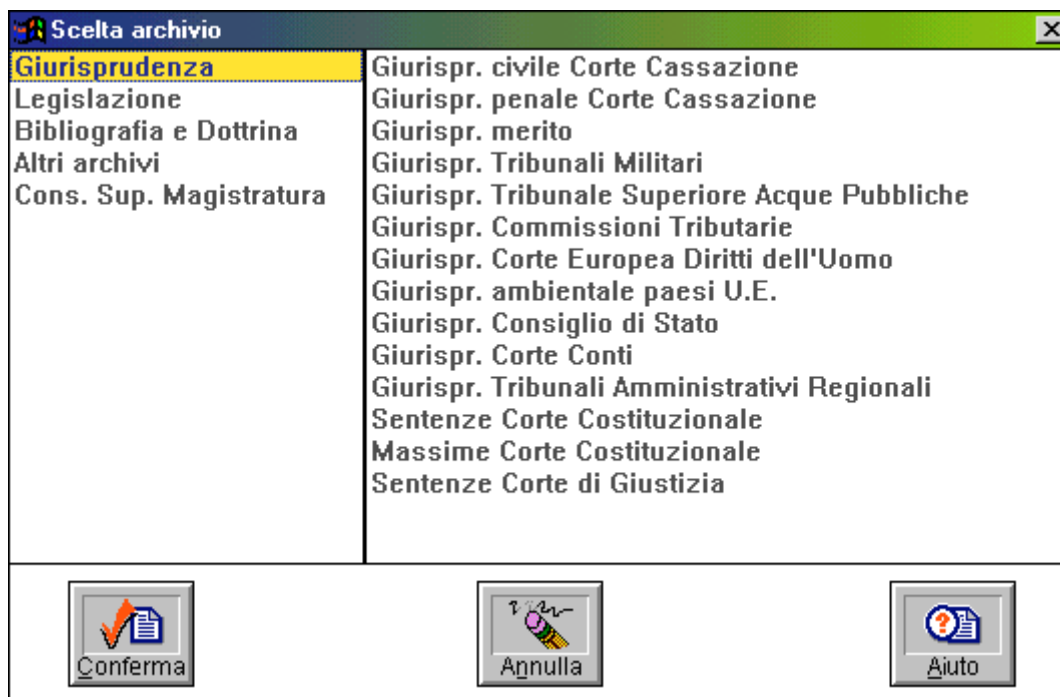 Scelta archivio
Giurisprudenza
Legislazione
Bibliografia e Dottrina
Altri archivi
Cons. Sup. Magistratura
Giurispr. civile Corte Cassazione
Giurispr. penale Corte Cassazione
Giurispr. merito
Giurispr. Tribunali Militari
Giurispr. Tribunale Superiore Acque Pubbliche
Giurispr. Commissioni Tributarie
Giurispr. Corte Europea Diritti dell'Uomo
Giurispr. ambientale paesi U.E.
Giurispr. Consiglio di Stato
Giurispr. Corte Conti
Giurispr. Tribunali Amministrativi Regionali
Sentenze Corte Costituzionale
Massime Corte Costituzionale
Sentenze Corte di Giustizia
Conferma
Annulla
Aiuto